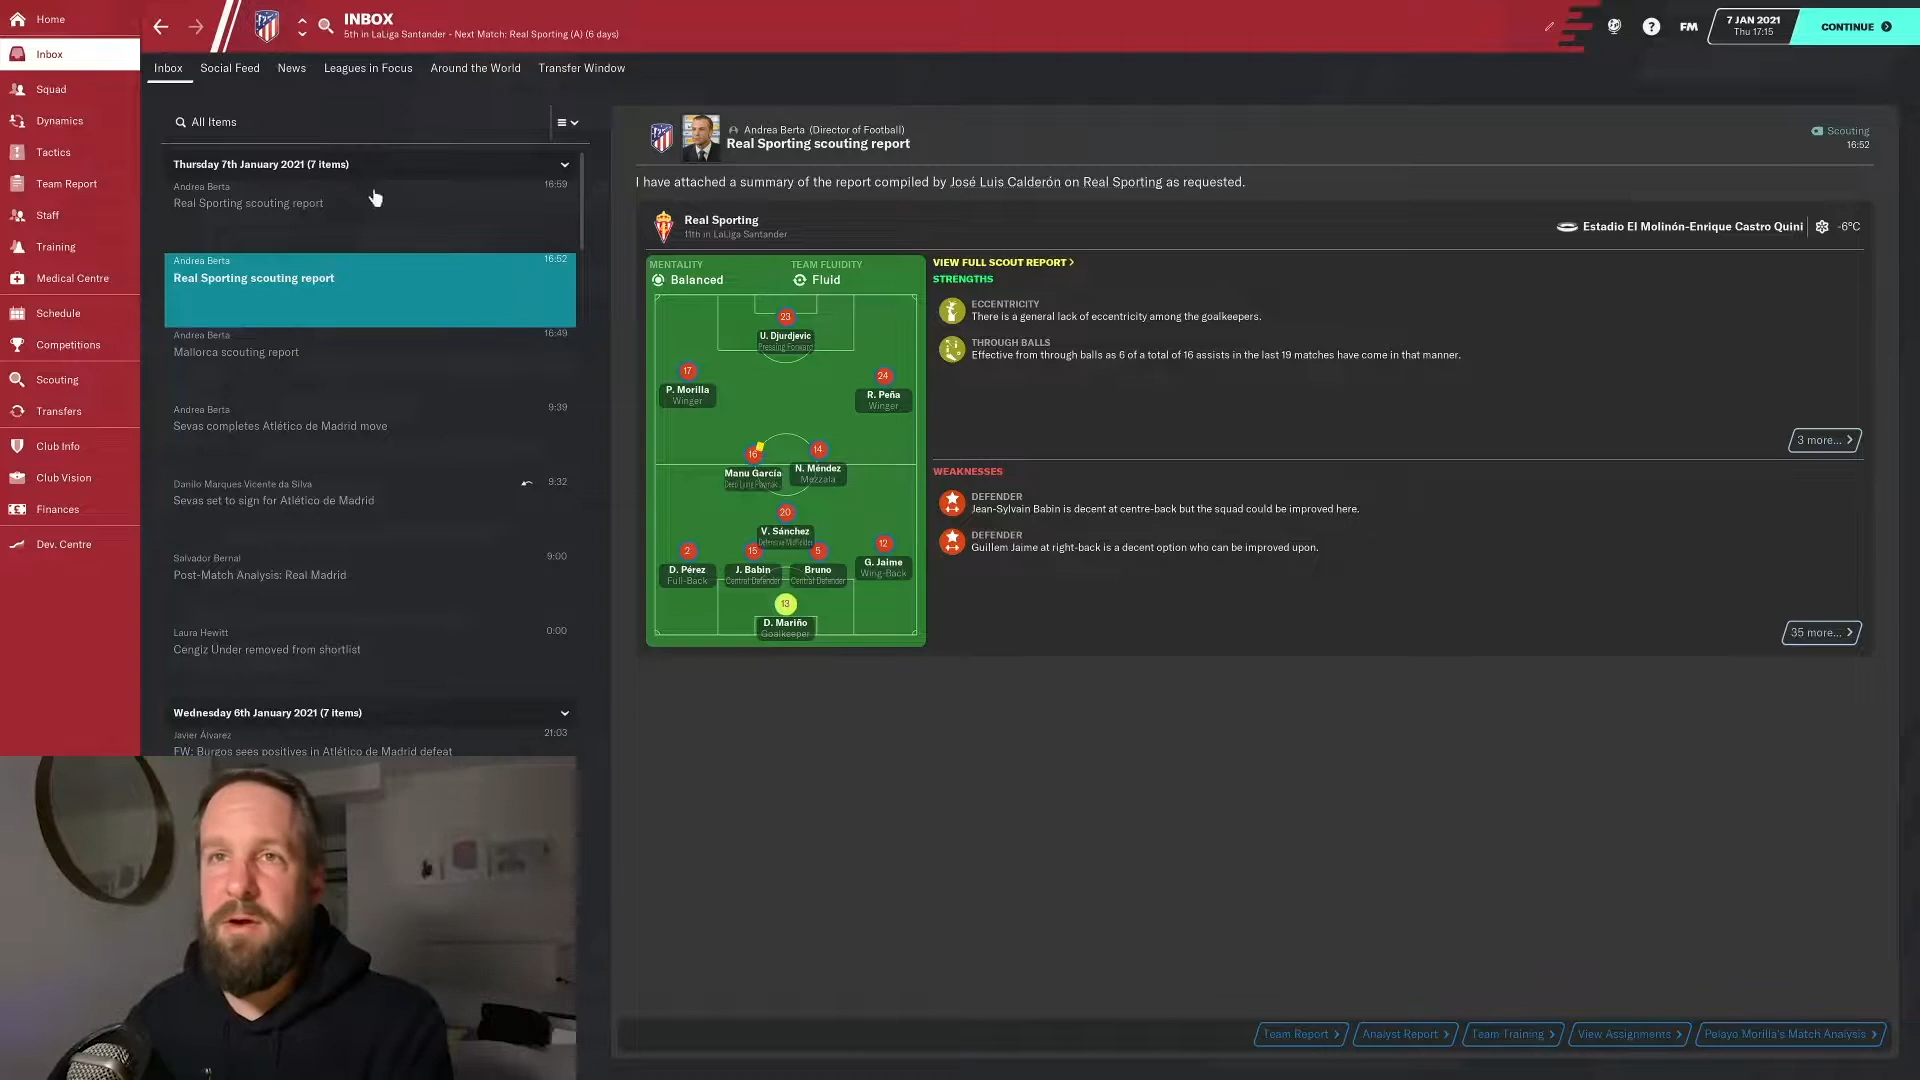 Home
INBOX
5th in LaLiga Santander - Next Match: Real Sporting (A) (6 days)
FM
7 JAN 2021
Thu 17:15
CONTINUE
Inbox
Squad
Dynamics
Tactics
Team Report
Staff
Training
Medical Centre
Schedule
Competitions
Scouting
Transfers
Club Info
Club Vision
Finances
Dev. Centre
Inbox Social Feed News Leagues in Focus Around the World Transfer Window
All Items
Thursday 7th January 2021 (7 items)
Andrea Berta 16:59
Real Sporting scouting report
Andrea Berta 16:52
Real Sporting scouting report
Andrea Berta 16:49
Mallorca scouting report
Andrea Berta 9:39
Sevas completes Atlético de Madrid move
Danilo Marques Vicente da Silva 9:32
Sevas set to sign for Atlético de Madrid
Salvador Bernal 9:00
Post-Match Analysis: Real Madrid
Laura Hewitt 0:00
Cengiz Under removed from shortlist
Wednesday 6th January 2021 (7 items)
Javier Álvarez 21:03
FW: Burgos sees positives in Atlético de Madrid defeat
Andrea Berta (Director of Football)
Real Sporting scouting report
Scouting
16:52
I have attached a summary of the report compiled by José Luis Calderón on Real Sporting as requested.
Real Sporting
11th in LaLiga Santander
Estadio El Molinón-Enrique Castro Quini
-6°C
MENTALITY
Balanced
TEAM FLUIDITY
Fluid
23
U. Djurdjevic
Pressing Forward
17
P. Morilla
Winger
24
R. Peña
Winger
16
Manu García
Deep Lying Playmak..
14
N. Méndez
Mezzala
20
V. Sánchez
Defensive Midfielder
2
D. Pérez
Full-Back
15
J. Babin
Central Defender
5
Bruno
Central Defender
12
G. Jaime
Wing-Back
13
D. Mariño
Goalkeeper
VIEW FULL SCOUT REPORT >
STRENGTHS
ECCENTRICITY
There is a general lack of eccentricity among the goalkeepers.
THROUGH BALLS
Effective from through balls as 6 of a total of 16 assists in the last 19 matches have come in that manner.
3 more... >
WEAKNESSES
DEFENDER
Jean-Sylvain Babin is decent at centre-back but the squad could be improved here.
DEFENDER
Guillem Jaime at right-back is a decent option who can be improved upon.
35 more... >
Team Report > Analyst Report > Team Training > View Assignments > Pelayo Morilla's Match Analysis >